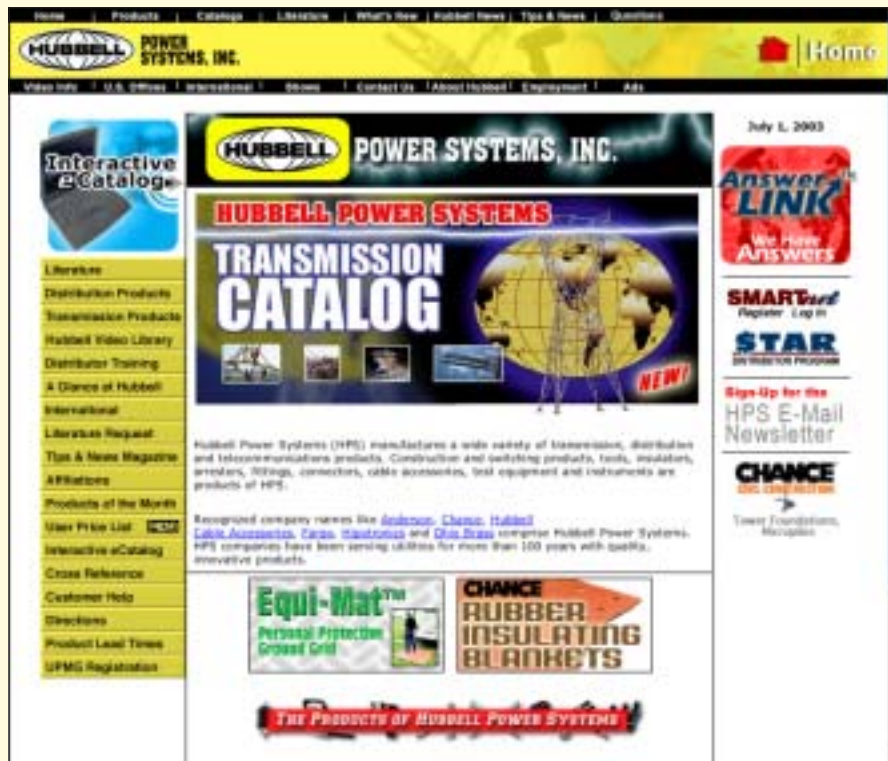 Home | Products | Catalogs | Literature | What's New | Hubbell News | Tips & News | Questions
HUBBELL POWER SYSTEMS, INC.
Home
Video Info | U.S. Offices | International | Shows | Contact Us | About Hubbell | Employment | Ads
Interactive
eCatalog
Literature
Distribution Products
Transmission Products
Hubbell Video Library
Distributor Training
A Glance at Hubbell
International
Literature Request
Tips & News Magazine
Affiliations
Products of the Month
User Price List NEW
Interactive eCatalog
Cross Reference
Customer Help
Directions
Product Lead Times
UPMG Registration
HUBBELL POWER SYSTEMS, INC.
HUBBELL POWER SYSTEMS
TRANSMISSION
CATALOG
NEW!
Hubbell Power Systems (HPS) manufactures a wide variety of transmission, distribution
and telecommunications products. Construction and switching products, tools, insulators,
arresters, fittings, connectors, cable accessories, test equipment and instruments are
products of HPS.
Recognized company names like Anderson, Chance, Hubbell
Cable Accessories, Fargo, Hipotronics and Ohio Brass comprise Hubbell Power Systems.
HPS companies have been serving utilities for more than 100 years with quality,
innovative products.
Equi-Mat™
Personal Protective
Ground Grid
CHANCE
RUBBER
INSULATING
BLANKETS
THE PRODUCTS OF HUBBELL POWER SYSTEMS
July 1, 2003
Answer
LINK™
We Have
Answers
SMARTnet
Register Log In
STAR
DISTRIBUTOR PROGRAM
Sign-Up for the
HPS E-Mail
Newsletter
CHANCE
CIVIL CONSTRUCTION
Tower Foundations,
Micropiles